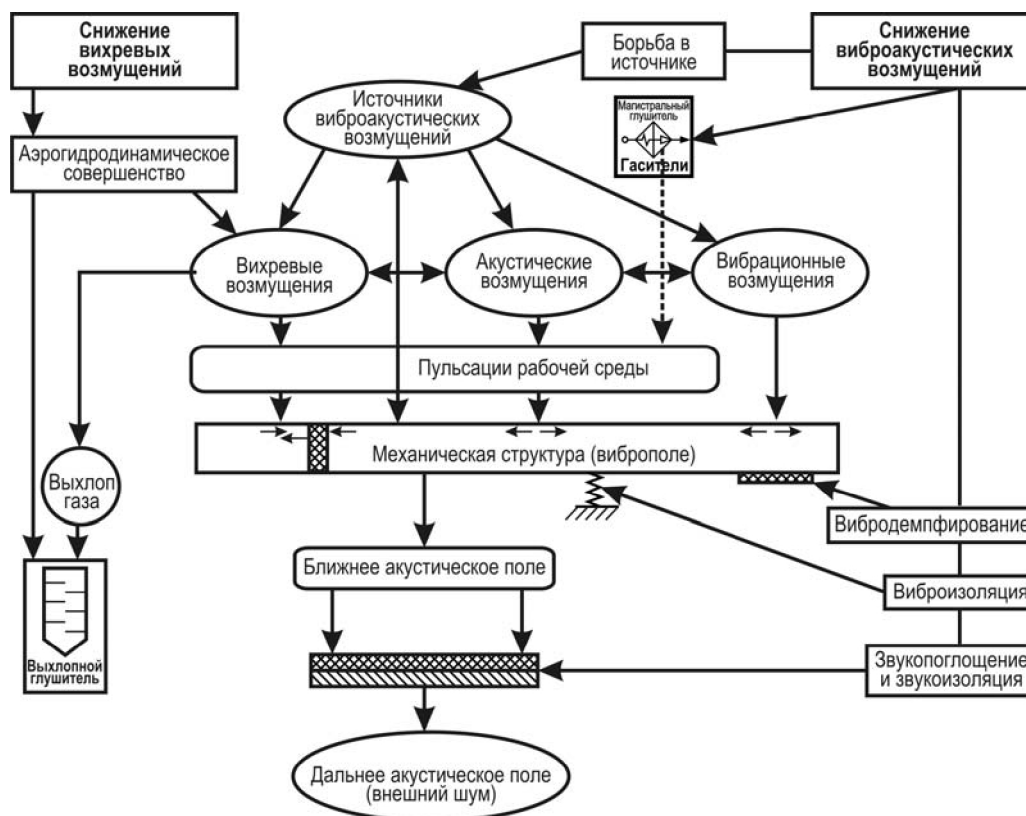 Снижение
вихревых
возмущений
Борьба в
источнике
Снижение
виброакустических
возмущений
Источники
виброакустических
возмущений
Магистральный
глушитель
Гасители
Аэрогидродинамическое
совершенство
Вихревые
возмущения
Акустические
возмущения
Вибрационные
возмущения
Пульсации рабочей среды
Механическая структура (виброполе)
Выхлоп
газа
Вибродемпфирование
Ближнее акустическое поле
Виброизоляция
Выхлопной
глушитель
Звукопоглощение
и звукоизоляция
Дальнее акустическое поле
(внешний шум)